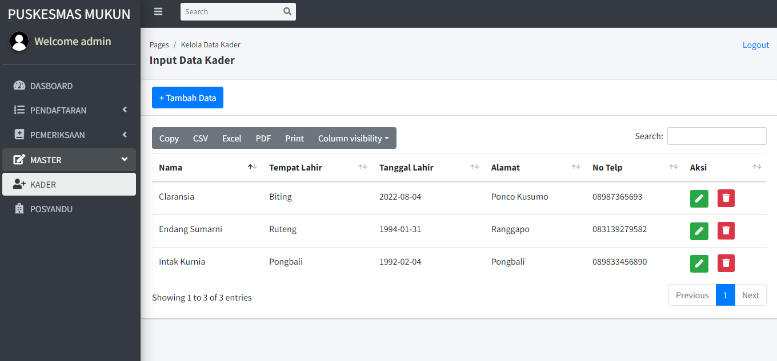 PUSKESMAS MUKUN
Search
Welcome admin
Pages / Kelola Data Kader
Logout
Input Data Kader
DASBOARD
PENDAFTARAN
PEMERIKSAAN
MASTER
KADER
POSYANDU
+ Tambah Data
Copy CSV Excel PDF Print Column visibility
Search:
Nama Tempat Lahir Tanggal Lahir Alamat No Telp Aksi
Claransia Biting 2022-08-04 Ponco Kusumo 08987365693
Endang Sumarni Ruteng 1994-01-31 Ranggapo 083139279582
Intak Kurnia Pongbali 1992-02-04 Pongbali 089833456890
Showing 1 to 3 of 3 entries
Previous 1 Next